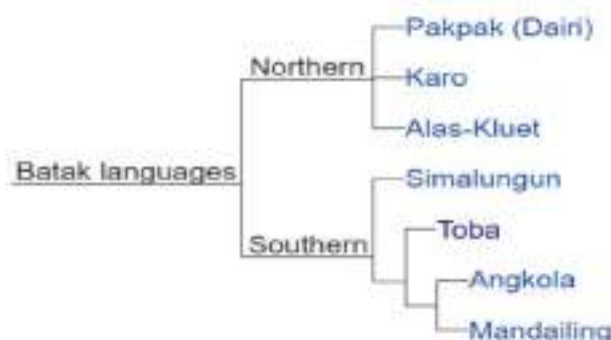 Pakpak (Dairi)
Northern
Karo
Alas-Kluet
Batak languages
Simalungun
Southern
Toba
Angkola
Mandailing